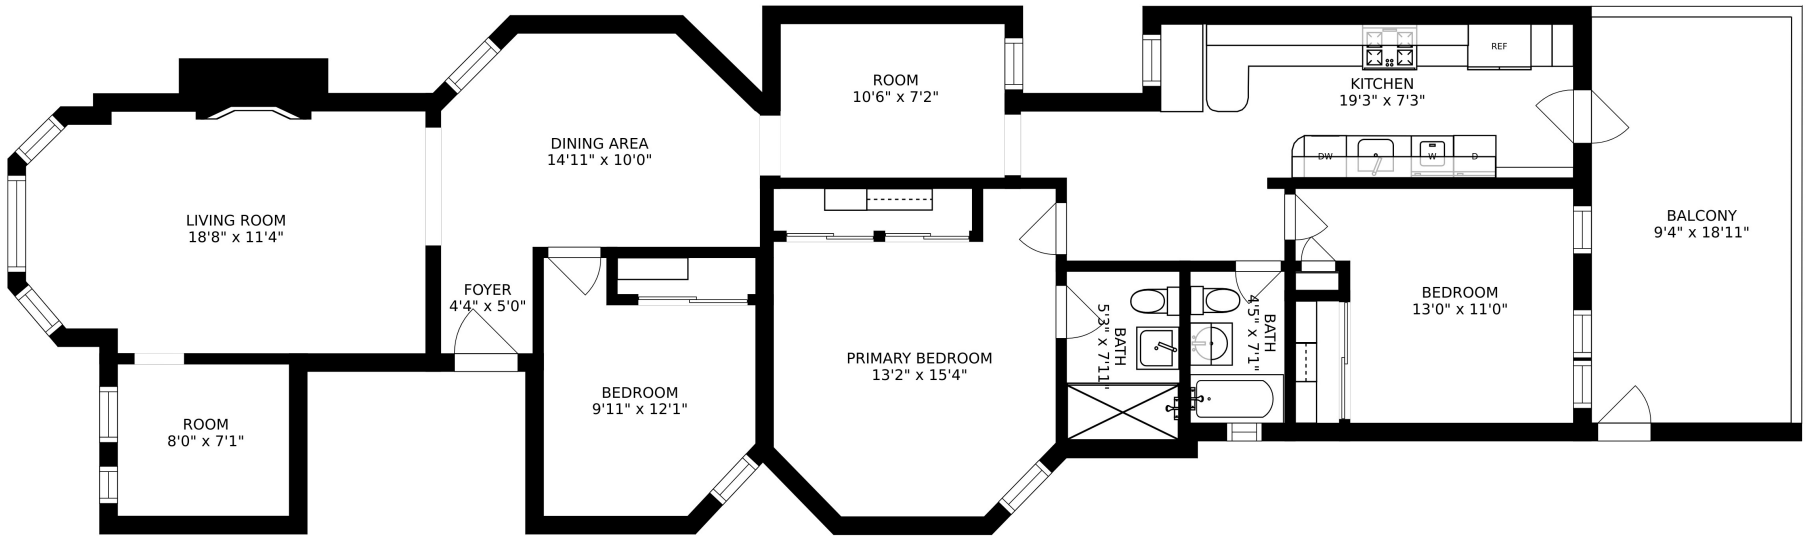 ROOM
10'6" x 7'2"
REF
KITCHEN
19'3" x 7'3"
DINING AREA
14'11" x 10'0"
DW
W
D
LIVING ROOM
18'8" x 11'4"
BALCONY
9'4" x 18'11"
FOYER
4'4" x 5'0"
BEDROOM
13'0" x 11'0"
BATH
5'3" x 7'11"
BATH
4'5" x 7'1"
PRIMARY BEDROOM
13'2" x 15'4"
BEDROOM
9'11" x 12'1"
ROOM
8'0" x 7'1"